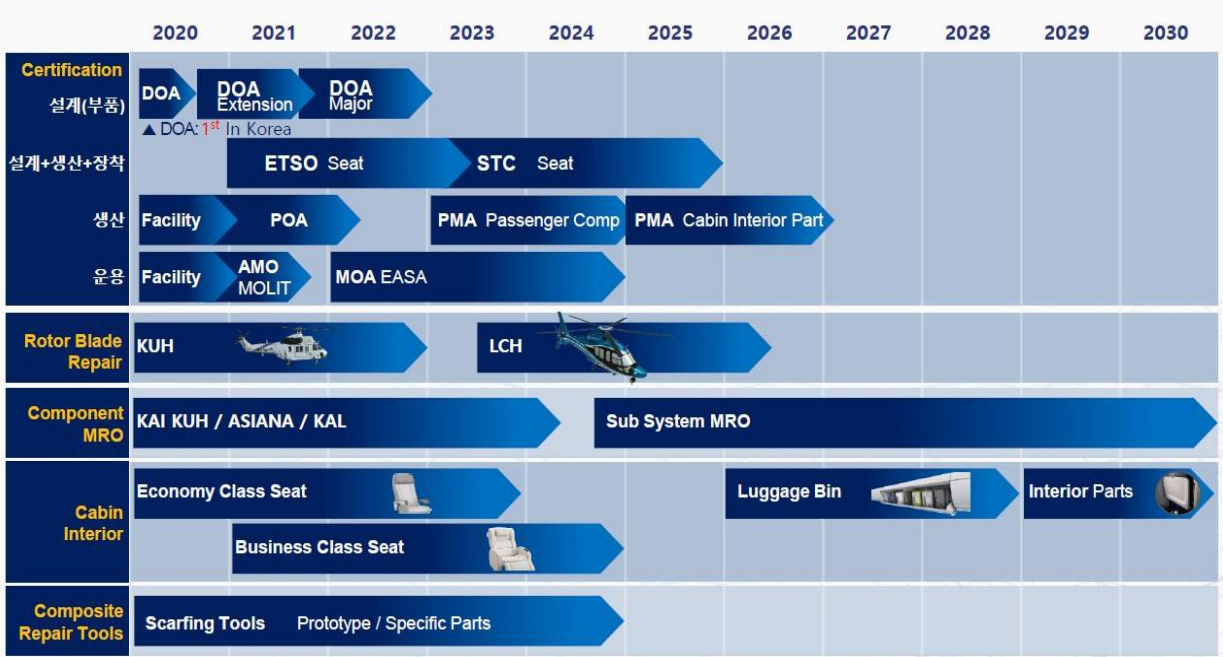 2020 2021 2022 2023 2024 2025 2026 2027 2028 2029 2030
Certification
설계(부품)
DOA
DOA
Extension
DOA
Major
▲ DOA: 1st In Korea
설계+생산+장착
ETSO Seat
STC Seat
생산
Facility
POA
PMA Passenger Comp
PMA Cabin Interior Part
운용
Facility
AMO
MOLIT
MOA EASA
Rotor Blade
Repair
KUH
LCH
Component
MRO
KAI KUH / ASIANA / KAL
Sub System MRO
Cabin
Interior
Economy Class Seat
Luggage Bin
Interior Parts
Business Class Seat
Composite
Repair Tools
Scarfing Tools Prototype / Specific Parts